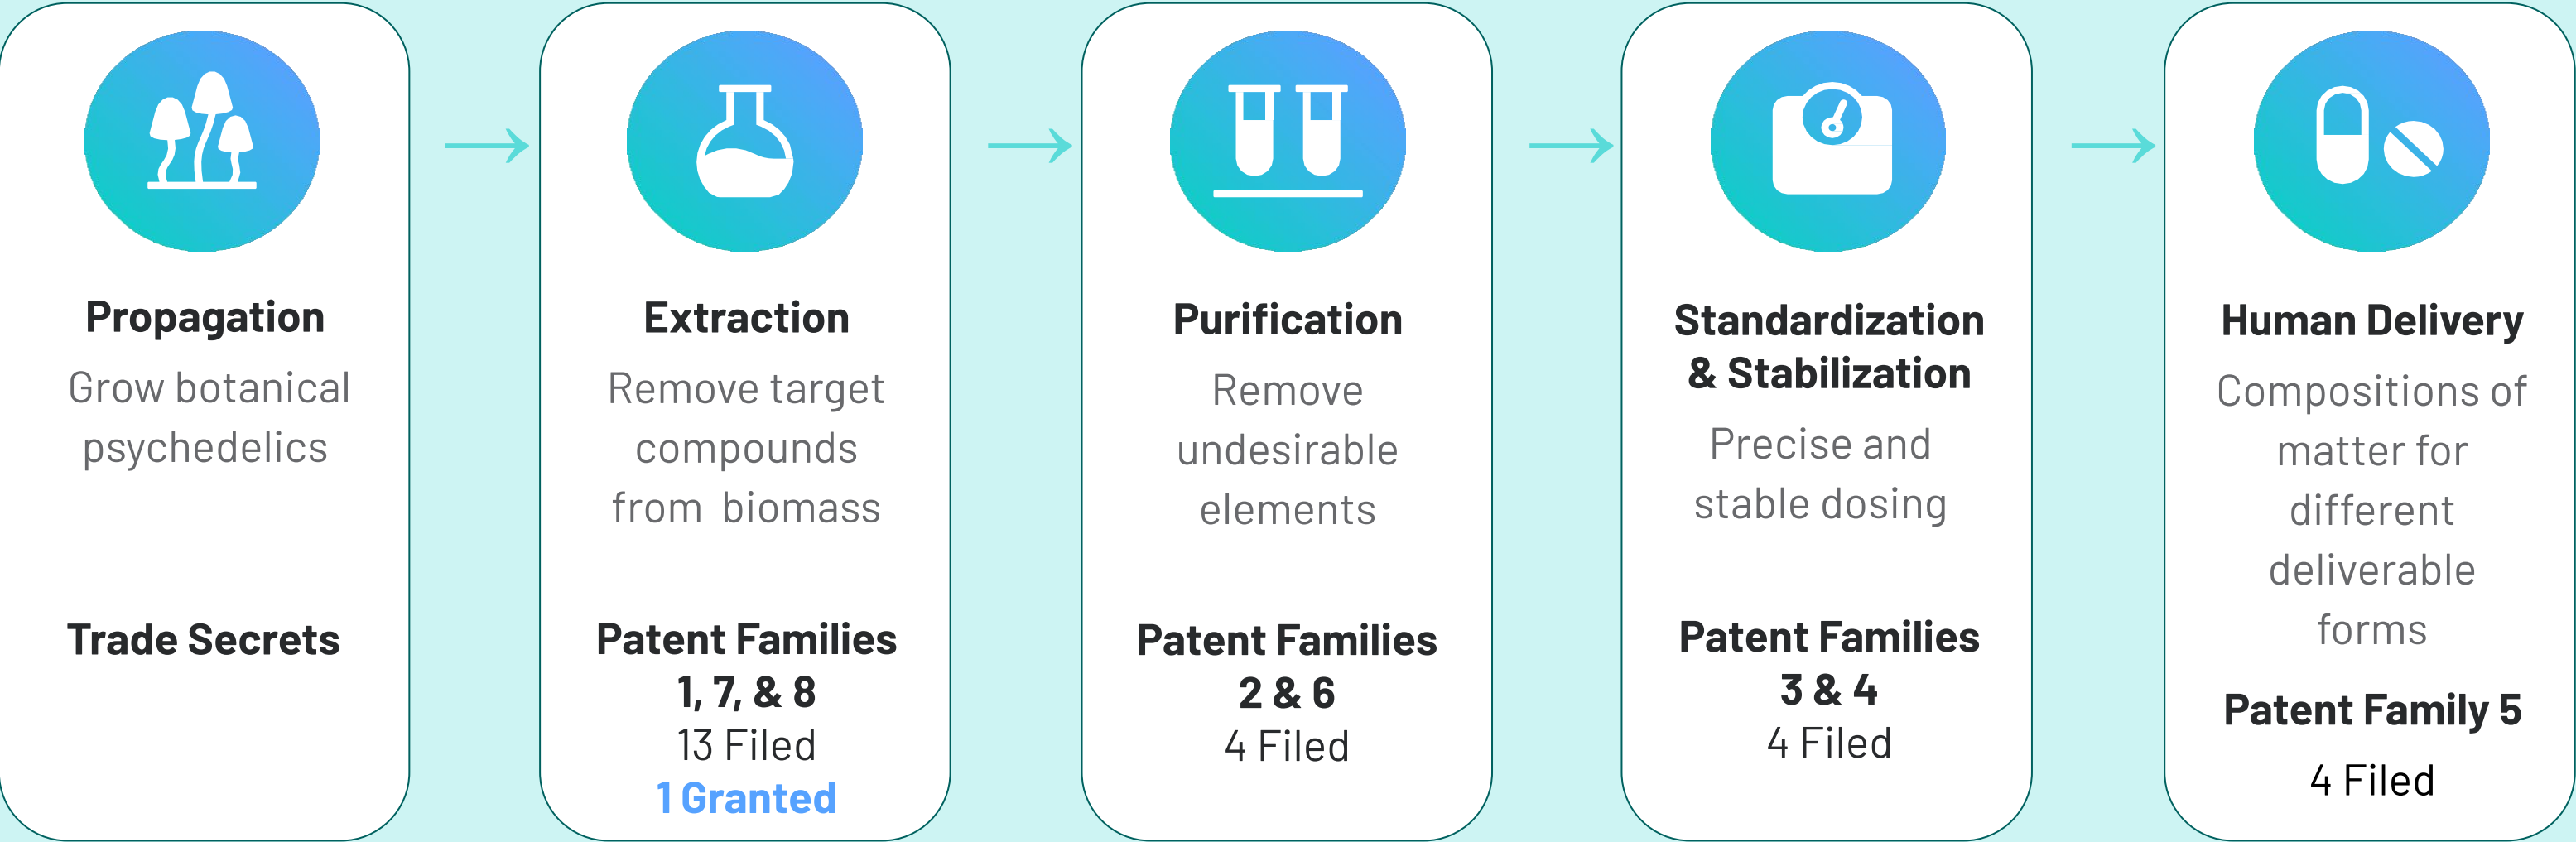 Propagation
Grow botanical
psychedelics
Trade Secrets
Extraction
Remove target
compounds
from biomass
Patent Families
1, 7, & 8
13 Filed
1 Granted
Purification
Remove
undesirable
elements
Patent Families
2 & 6
4 Filed
Standardization
& Stabilization
Precise and
stable dosing
Patent Families
3 & 4
4 Filed
Human Delivery
Compositions of
matter for
different
deliverable
forms
Patent Family 5
4 Filed